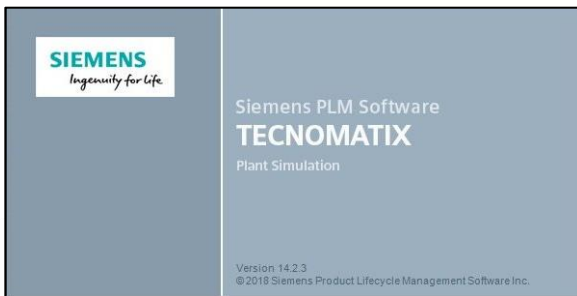 SIEMENS
Ingenuity for life
Siemens PLM Software
TECNOMATIX
Plant Simulation
Version 14.2.3
©2018 Siemens Product Lifecycle Management Software Inc.